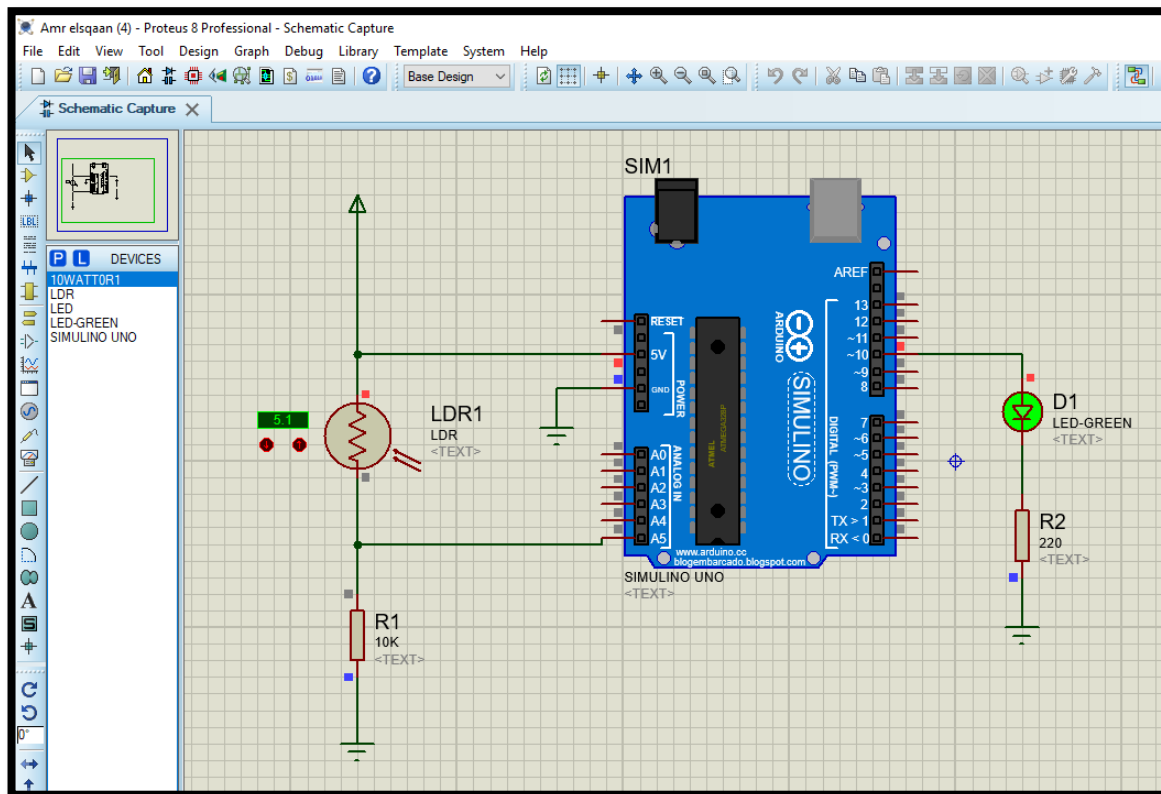 Amr elsqaan (4) - Proteus 8 Professional - Schematic Capture
File Edit View Tool Design Graph Debug Library Template System Help
Base Design
Schematic Capture
P L DEVICES
10WATT0R1
LDR
LED
LED-GREEN
SIMULINO UNO
LBL
A
S
0°
5.1
LDR1
LDR
<TEXT>
R1
10K
<TEXT>
SIM1
AREF
RESET
5V
GND
POWER
A0
A1
A2
A3
A4
A5
ANALOG IN
ATMEL
ATMEGA328P
ARDUINO
SIMULINO
13
12
~11
~10
~9
8
7
~6
~5
4
~3
2
TX > 1
RX < 0
DIGITAL (PWM~)
www.arduino.cc
blogembarcado.blogspot.com
SIMULINO UNO
<TEXT>
D1
LED-GREEN
<TEXT>
R2
220
<TEXT>